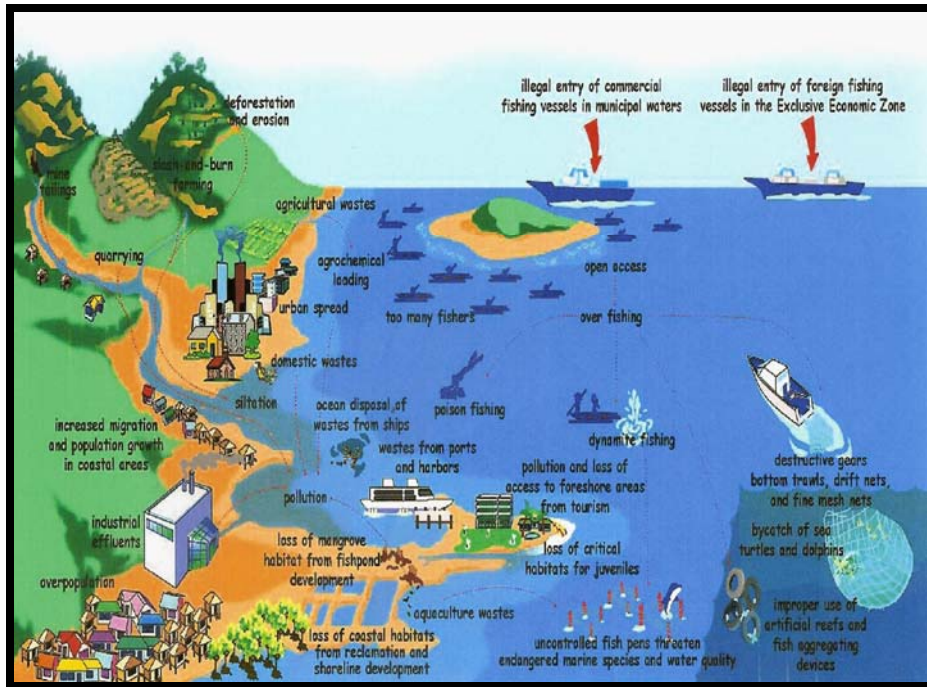 illegal entry of commercial
fishing vessels in municipal waters
illegal entry of foreign fishing
vessels in the Exclusive Economic Zone
deforestation
and erosion
slash-and-burn
farming
mine
tailings
agricultural wastes
quarrying
agrochemical
loading
open access
urban spread
too many fishers
over fishing
domestic wastes
siltation
ocean disposal of
wastes from ships
poison fishing
dynamite fishing
increased migration
and population growth
in coastal areas
wastes from ports
and harbors
destructive gears
bottom trawls, drift nets,
and fine mesh nets
pollution
pollution and loss of
access to foreshore areas
from tourism
industrial
effluents
loss of mangrove
habitat from fishpond
development
loss of critical
habitats for juveniles
bycatch of sea
turtles and dolphins
overpopulation
aquaculture wastes
improper use of
artificial reefs and
fish aggregating
devices
loss of coastal habitats
from reclamation and
shoreline development
uncontrolled fish pens threaten
endangered marine species and water quality